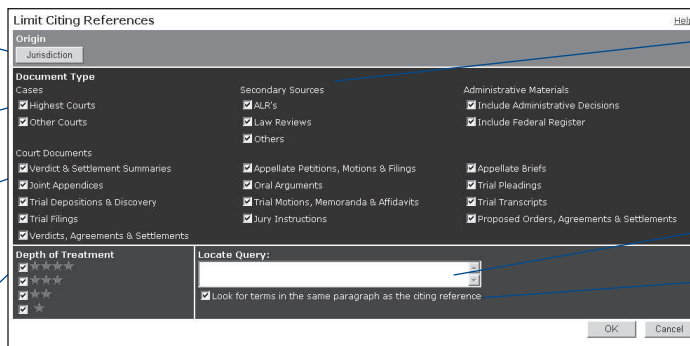 Limit Citing References
Help
Origin
Jurisdiction
Document Type
Cases
Secondary Sources
Administrative Materials
Highest Courts
ALR's
Include Administrative Decisions
Other Courts
Law Reviews
Include Federal Register
Others
Court Documents
Verdict & Settlement Summaries
Appellate Petitions, Motions & Filings
Appellate Briefs
Joint Appendices
Oral Arguments
Trial Pleadings
Trial Depositions & Discovery
Trial Motions, Memoranda & Affidavits
Trial Transcripts
Trial Filings
Jury Instructions
Proposed Orders, Agreements & Settlements
Verdicts, Agreements & Settlements
Depth of Treatment
Locate Query:
Look for terms in the same paragraph as the citing reference
OK
Cancel